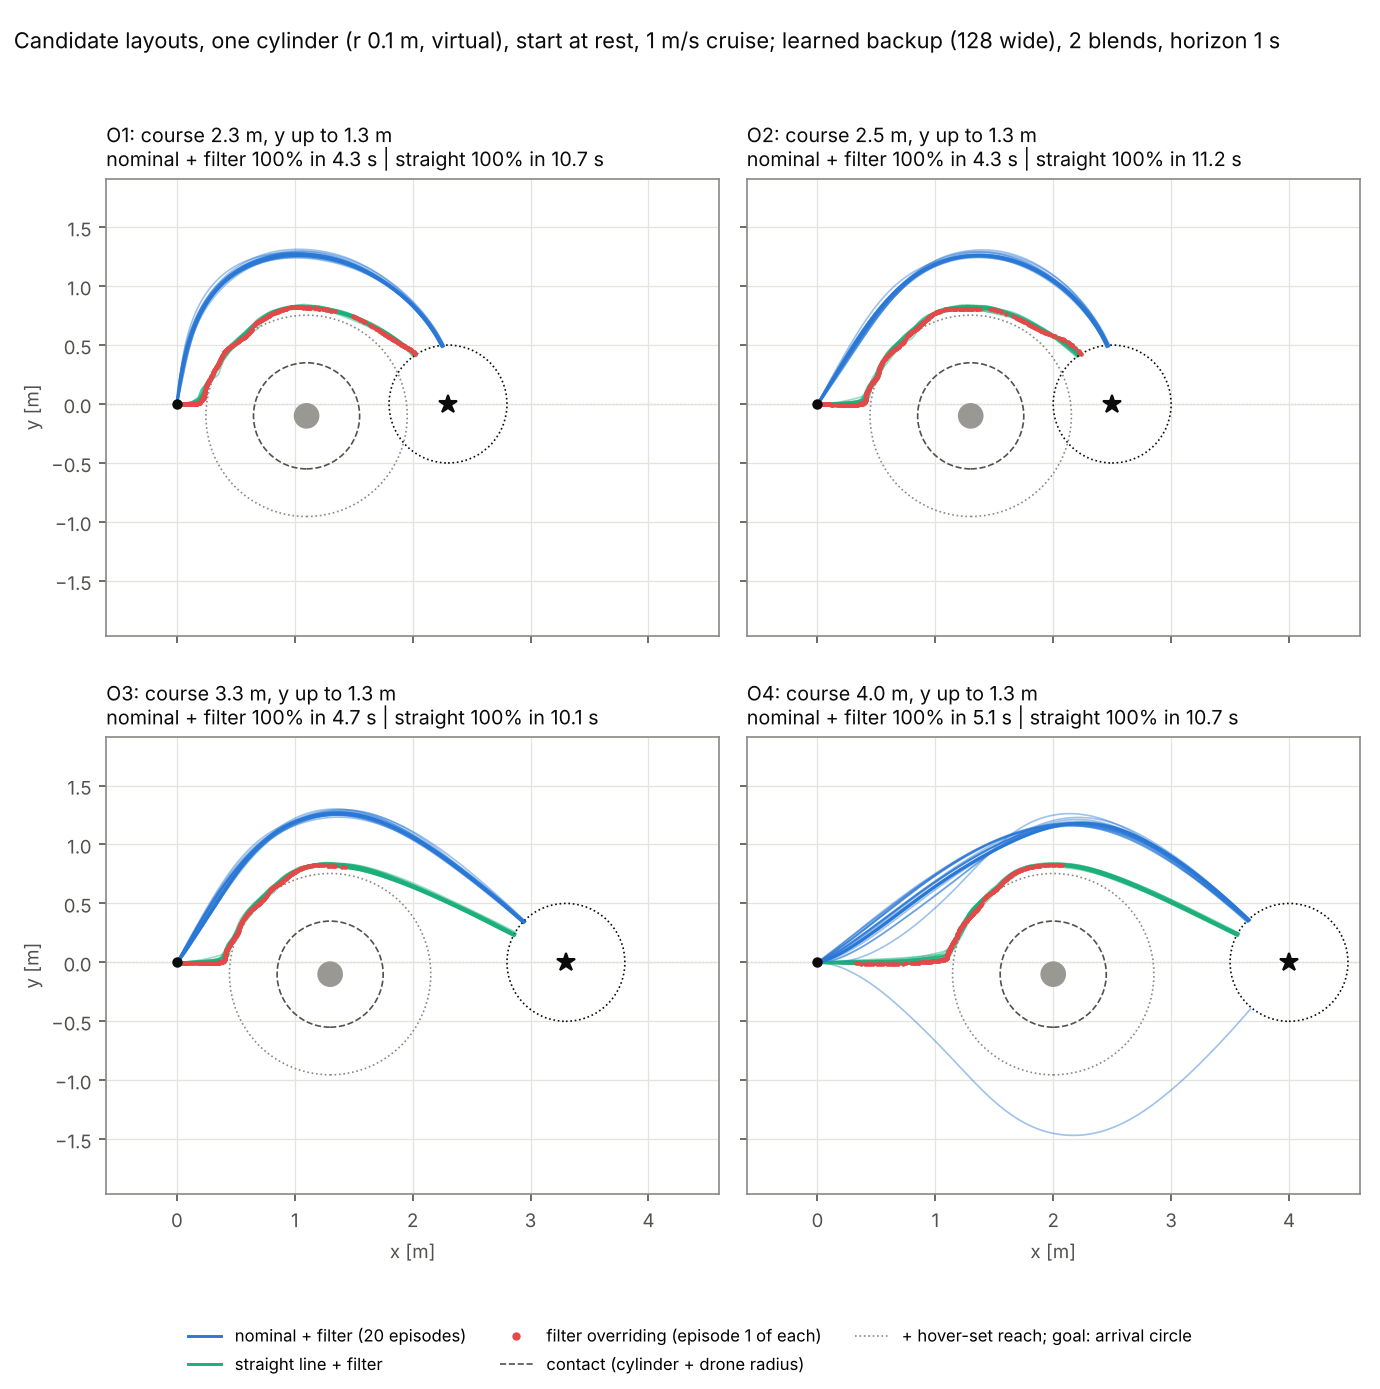 Candidate layouts, one cylinder (r 0.1 m, virtual), start at rest, 1 m/s cruise; learned backup (128 wide), 2 blends, horizon 1 s
O1: course 2.3 m, y up to 1.3 m
nominal + filter 100% in 4.3 s | straight 100% in 10.7 s
O2: course 2.5 m, y up to 1.3 m
nominal + filter 100% in 4.3 s | straight 100% in 11.2 s
1.5
1.0
0.5
0.0
−0.5
−1.0
−1.5
y [m]
O3: course 3.3 m, y up to 1.3 m
nominal + filter 100% in 4.7 s | straight 100% in 10.1 s
O4: course 4.0 m, y up to 1.3 m
nominal + filter 100% in 5.1 s | straight 100% in 10.7 s
1.5
1.0
0.5
0.0
−0.5
−1.0
−1.5
y [m]
0 1 2 3 4
x [m]
0 1 2 3 4
x [m]
nominal + filter (20 episodes)
straight line + filter
filter overriding (episode 1 of each)
contact (cylinder + drone radius)
+ hover-set reach; goal: arrival circle